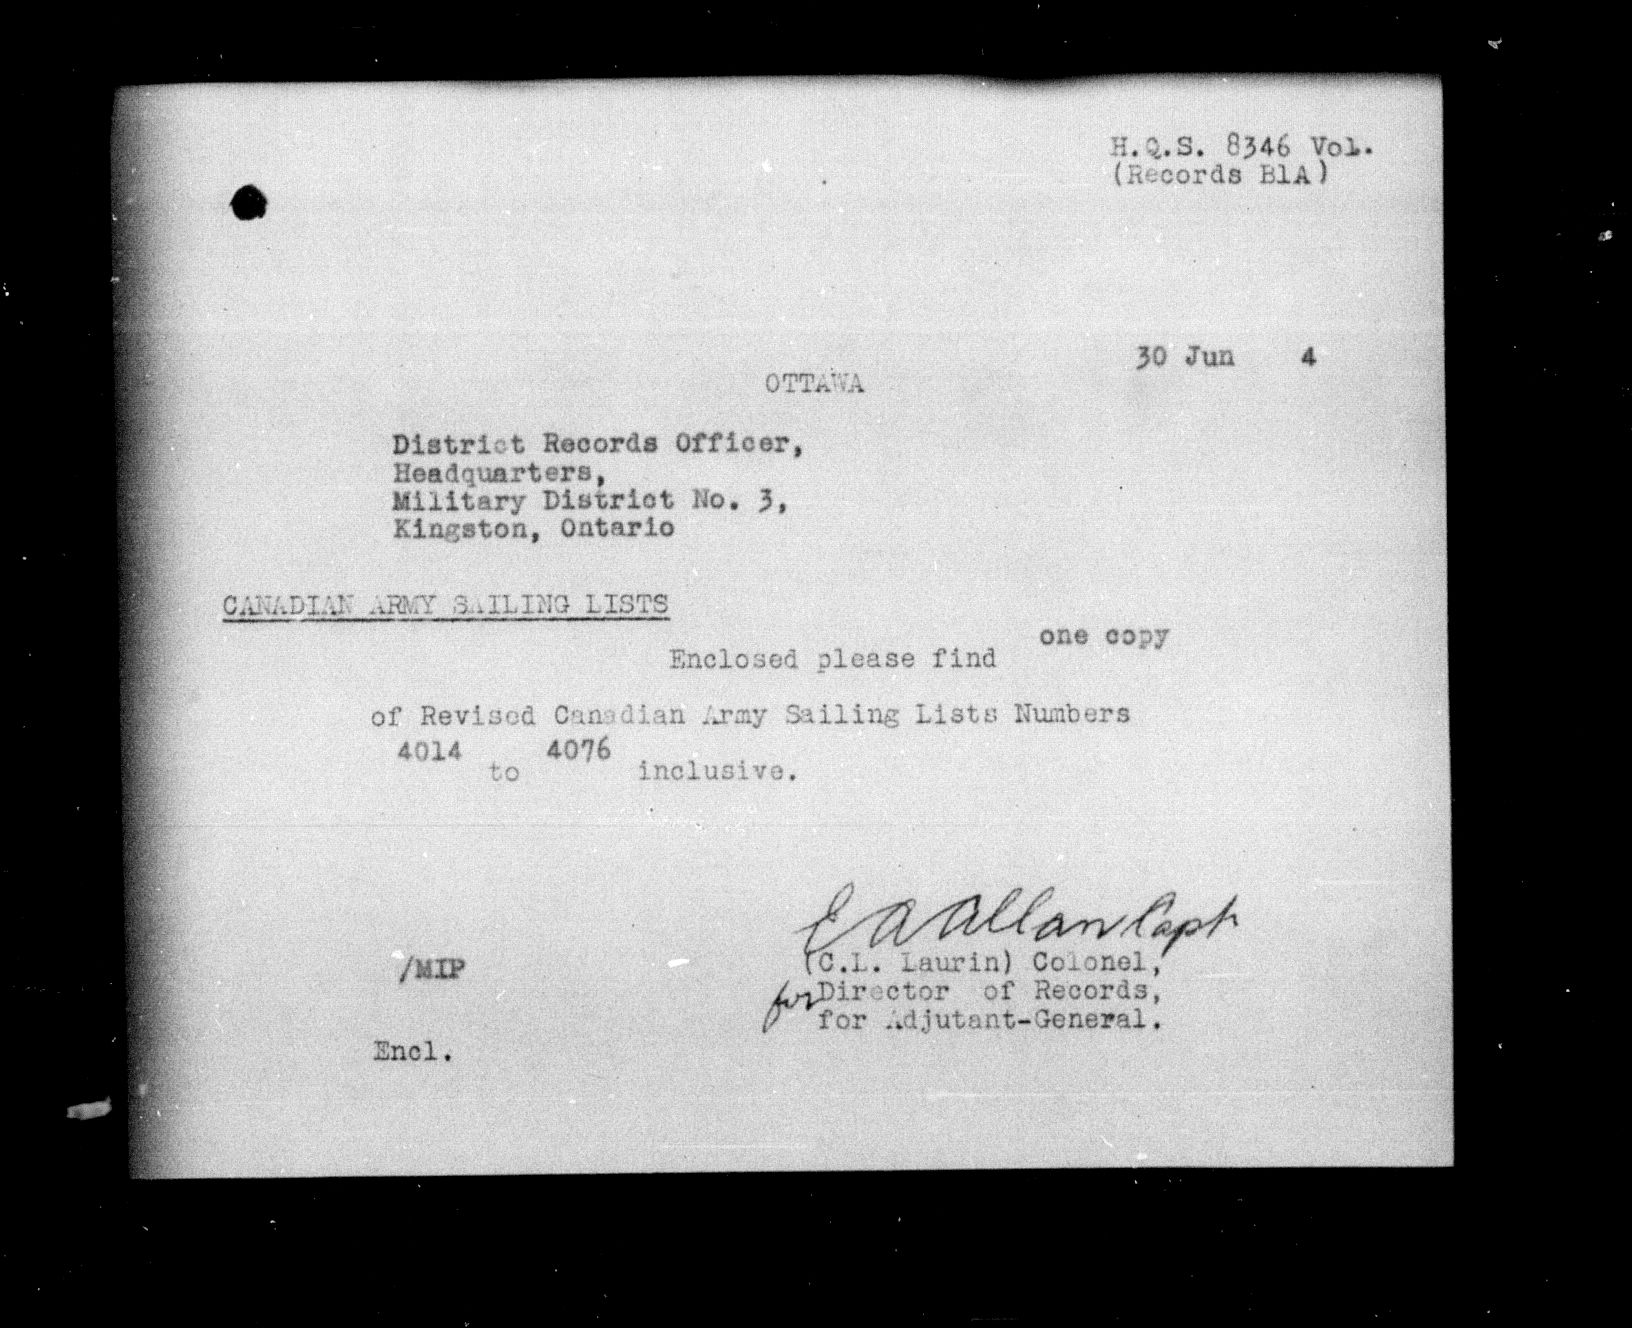 H.Q.S. 8346 Vol.
(Records B1A)
30 Jun 4
OTTAWA
District Records Officer,
Headquarters,
Military District No. 3,
Kingston, Ontario
CANADIAN ARMY SAILING LISTS
Enclosed please find one copy
of Revised Canadian Army Sailing Lists Numbers
4014 to 4076 inclusive.
E A Allan Capt
(C.L. Laurin) Colonel,
for Director of Records,
for Adjutant-General.
/MIP
Encl.